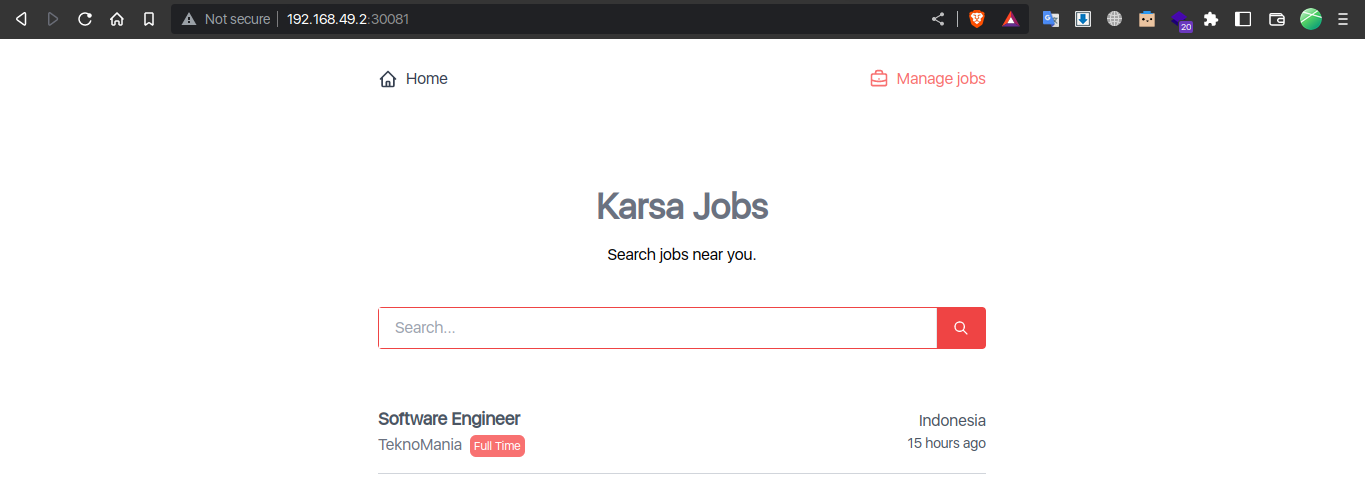 Not secure 192.168.49.2:30081
20
Home
Manage jobs
Karsa Jobs
Search jobs near you.
Search...
Software Engineer
Indonesia
TeknoMania Full Time
15 hours ago